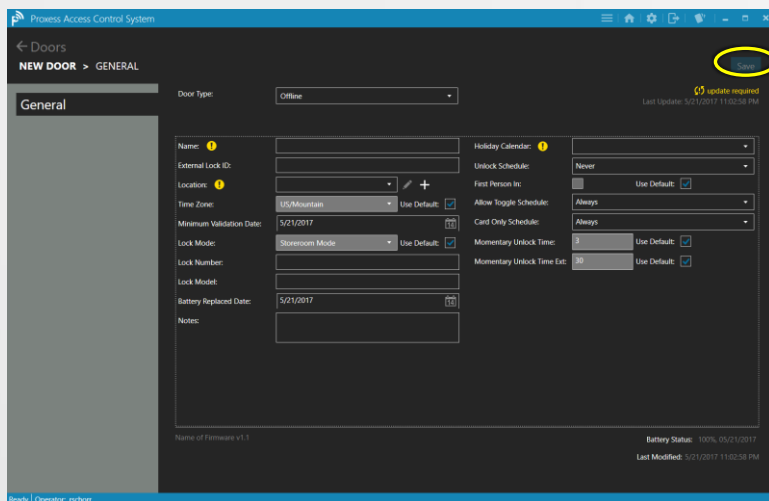 Proxess Access Control System
Doors
NEW DOOR > GENERAL
Save
General
Door Type: Offline
update required
Last Update: 5/21/2017 11:02:58 PM
Name:
External Lock ID:
Location:
Time Zone: US/Mountain Use Default:
Minimum Validation Date: 5/21/2017 14
Lock Mode: Storeroom Mode Use Default:
Lock Number:
Lock Model:
Battery Replaced Date: 5/21/2017 14
Notes:
Holiday Calendar:
Unlock Schedule: Never
First Person In: Use Default:
Allow Toggle Schedule: Always
Card Only Schedule: Always
Momentary Unlock Time: 3 Use Default:
Momentary Unlock Time Ext: 30 Use Default:
Name of Firmware v1.1
Battery Status: 100%, 05/21/2017
Last Modified: 5/21/2017 11:02:58 PM
Ready Operator: rschorr